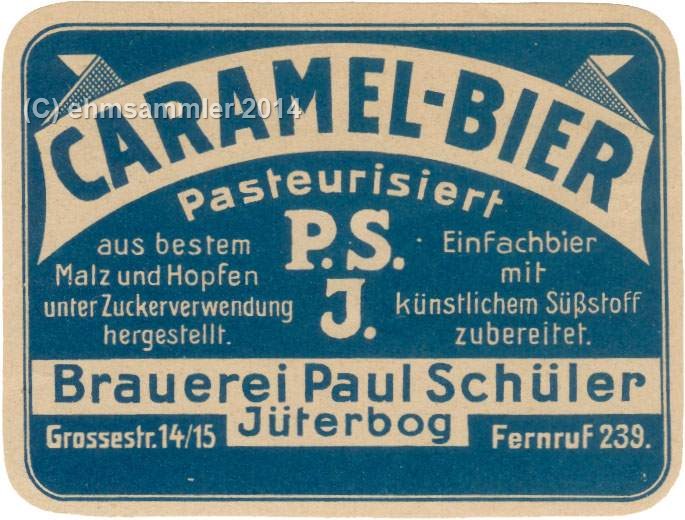 (C) ehmsammler 2014
CARAMEL-BIER
Pasteurisiert
P.S.
J.
aus bestem
Malz und Hopfen
unter Zuckerverwendung
hergestellt.
Einfachbier
mit
künstlichem Süßstoff
zubereitet.
Brauerei Paul Schüler
Jüterbog
Grossestr. 14/15
Fernruf 239.